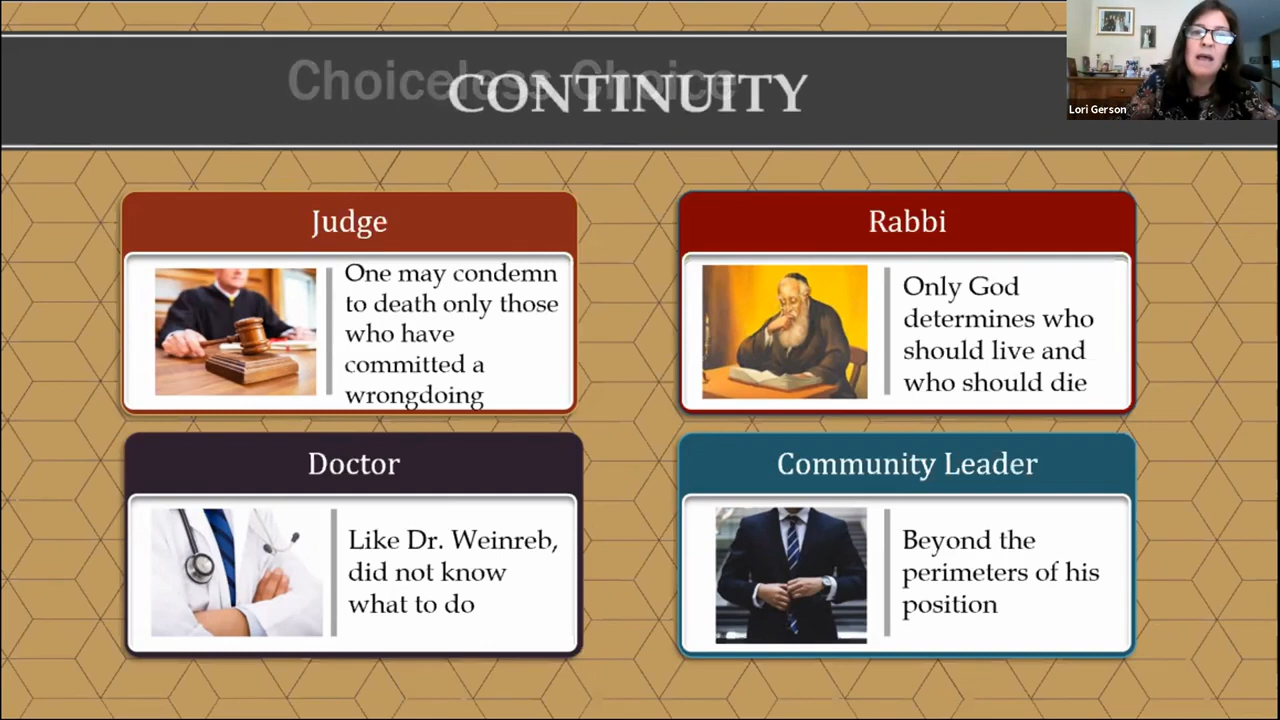 Choiceless Choice
CONTINUITY
Lori Gerson
Judge
One may condemn
to death only those
who have
committed a
wrongdoing
Rabbi
Only God
determines who
should live and
who should die
Doctor
Like Dr. Weinreb,
did not know
what to do
Community Leader
Beyond the
perimeters of his
position